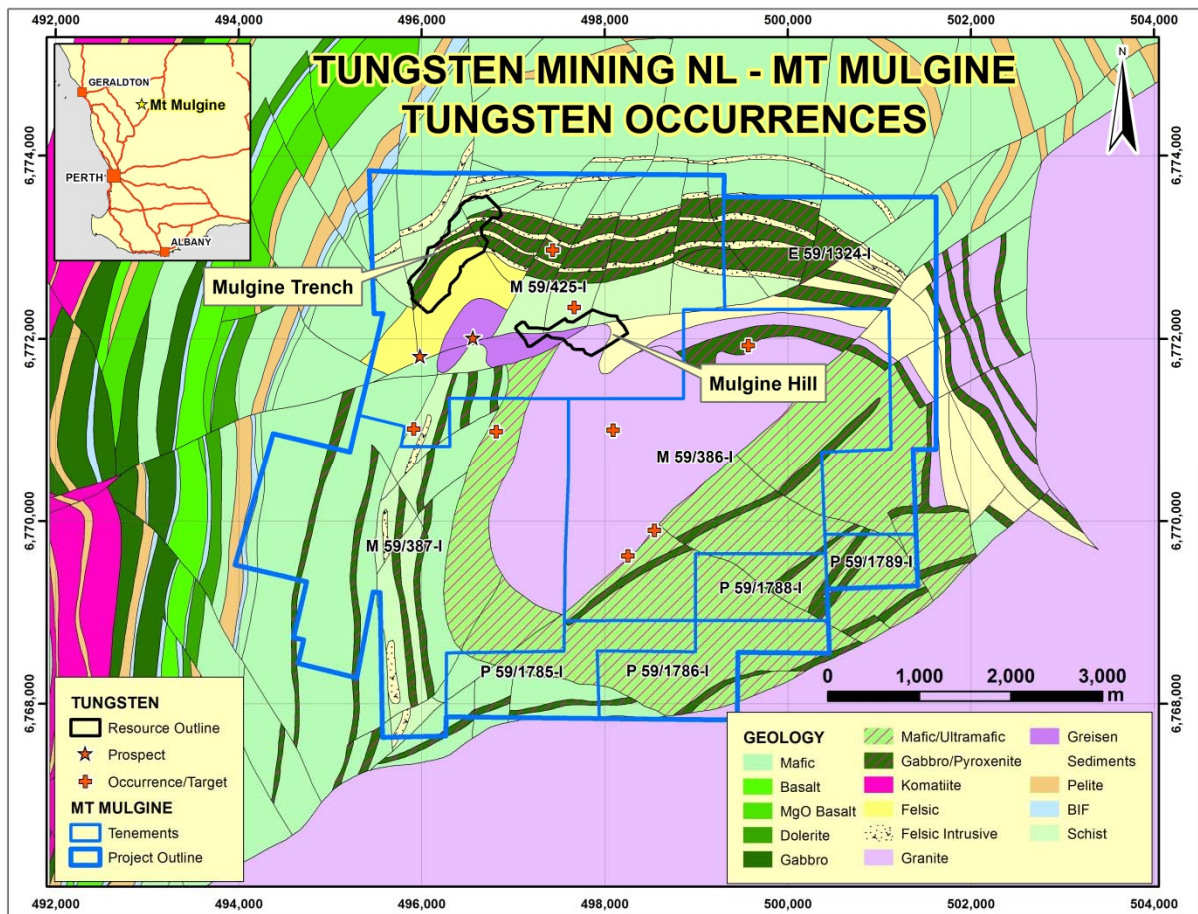 492,000
494,000
496,000
498,000
500,000
502,000
504,000
TUNGSTEN MINING NL - MT MULGINE
TUNGSTEN OCCURRENCES
N
GERALDTON
Mt Mulgine
PERTH
ALBANY
6,774,000
6,774,000
E 59/1324-I
Mulgine Trench
M 59/425-I
6,772,000
6,772,000
Mulgine Hill
M 59/386-I
6,770,000
6,770,000
M 59/387-I
P 59/1789-I
P 59/1788-I
P 59/1785-I
P 59/1786-I
0
1,000
2,000
3,000
m
6,768,000
6,768,000
TUNGSTEN
Resource Outline
Prospect
Occurrence/Target
MT MULGINE
Tenements
Project Outline
GEOLOGY
Mafic
Basalt
MgO Basalt
Dolerite
Gabbro
Mafic/Ultramafic
Gabbro/Pyroxenite
Komatiite
Felsic
Felsic Intrusive
Granite
Greisen
Sediments
Pelite
BIF
Schist
492,000
494,000
496,000
498,000
500,000
502,000
504,000